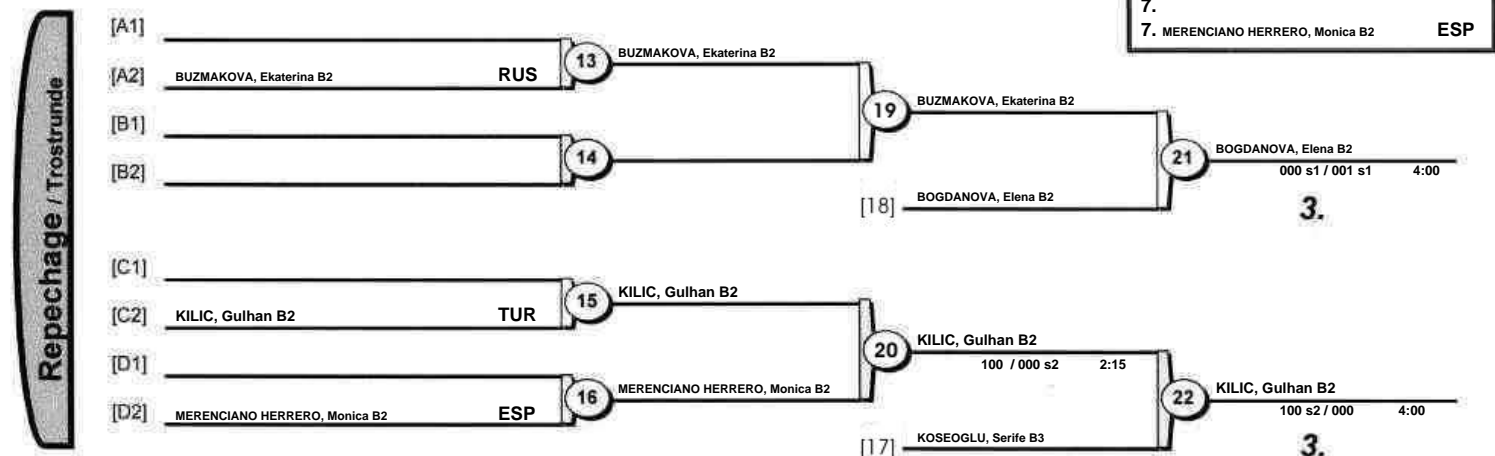 7.
7. MERENCIANO HERRERO, Monica B2 ESP
Repechage / Trostrunde
[A1]
[A2] BUZMAKOVA, Ekaterina B2 RUS
13 BUZMAKOVA, Ekaterina B2
[B1]
[B2]
14
19 BUZMAKOVA, Ekaterina B2
[18] BOGDANOVA, Elena B2
21 BOGDANOVA, Elena B2
000 s1 / 001 s1 4:00
3.
[C1]
[C2] KILIC, Gulhan B2 TUR
15 KILIC, Gulhan B2
[D1]
[D2] MERENCIANO HERRERO, Monica B2 ESP
16 MERENCIANO HERRERO, Monica B2
20 KILIC, Gulhan B2
100 / 000 s2 2:15
[17] KOSEOGLU, Serife B3
22 KILIC, Gulhan B2
100 s2 / 000 4:00
3.